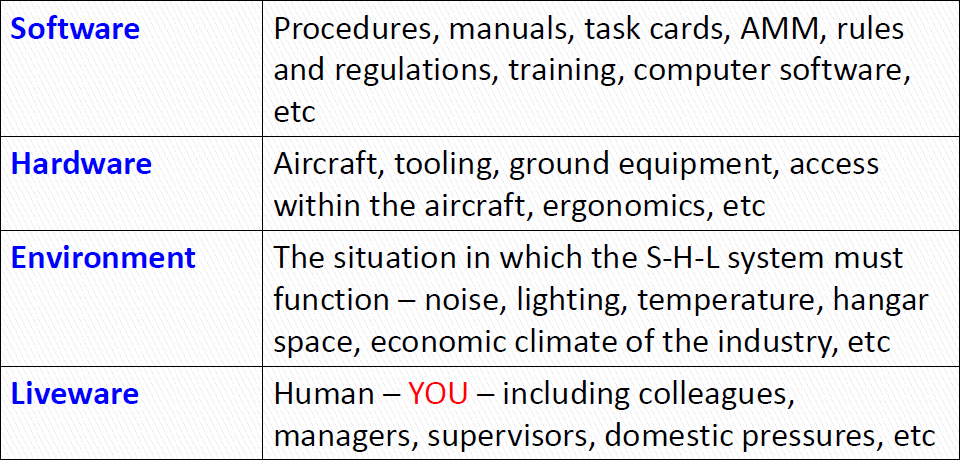 Software
Procedures, manuals, task cards, AMM, rules
and regulations, training, computer software,
etc
Hardware
Aircraft, tooling, ground equipment, access
within the aircraft, ergonomics, etc
Environment
The situation in which the S-H-L system must
function – noise, lighting, temperature, hangar
space, economic climate of the industry, etc
Liveware
Human – YOU – including colleagues,
managers, supervisors, domestic pressures, etc